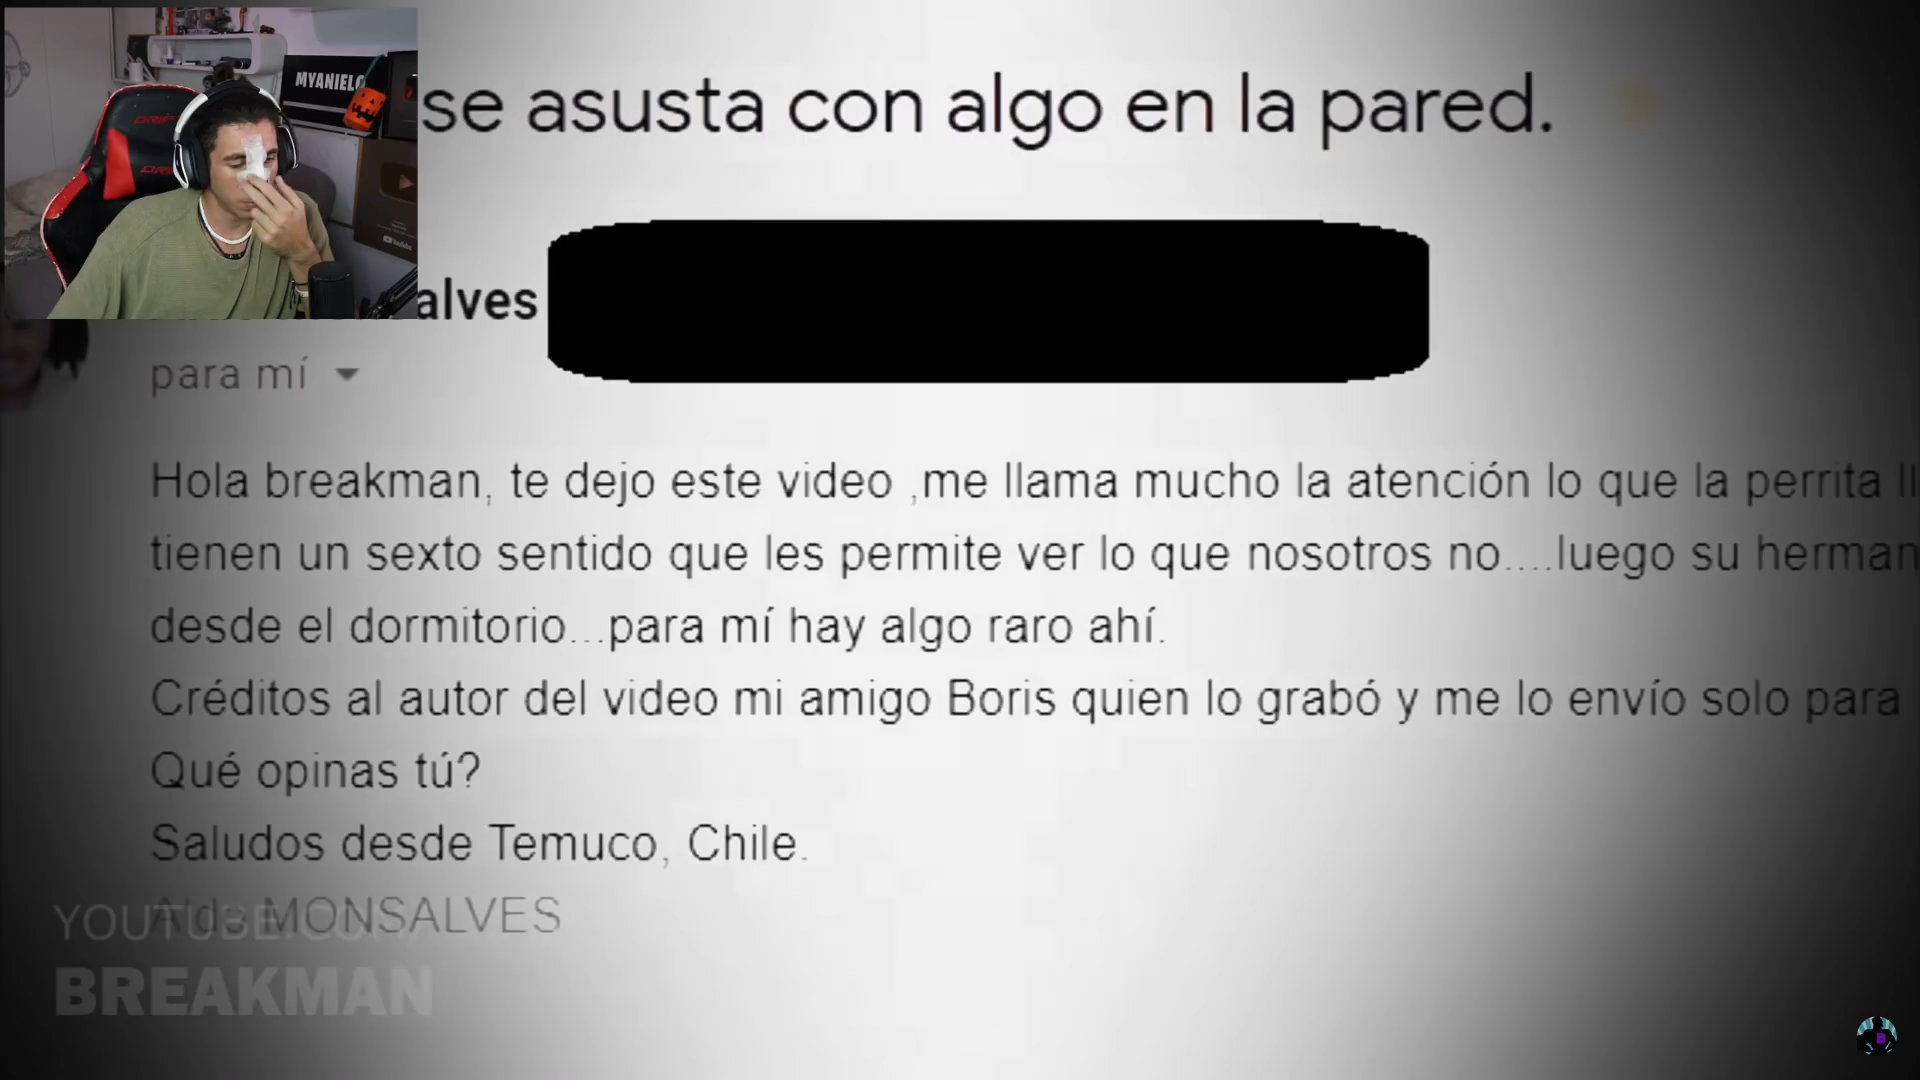 MYANIELO
se asusta con algo en la pared.
alves
para mí
Hola breakman, te dejo este video ,me llama mucho la atención lo que la perrita ll
tienen un sexto sentido que les permite ver lo que nosotros no....luego su herman
desde el dormitorio...para mí hay algo raro ahí.
Créditos al autor del video mi amigo Boris quien lo grabó y me lo envío solo para
Qué opinas tú?
Saludos desde Temuco, Chile.
MONSALVES
YOUTUBE.COM/
BREAKMAN